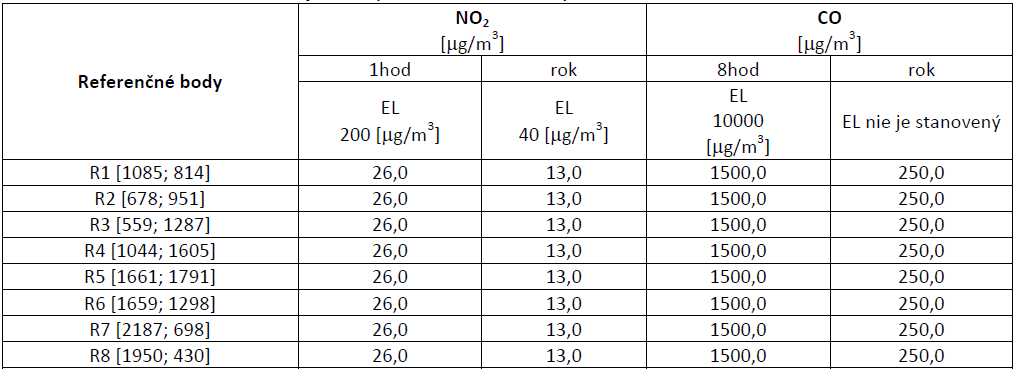 Referenčné body NO₂ [µg/m³] CO [µg/m³]
1hod rok 8hod rok
EL 200 [µg/m³] EL 40 [µg/m³] EL 10000 [µg/m³] EL nie je stanovený
R1 [1085; 814] 26,0 13,0 1500,0 250,0
R2 [678; 951] 26,0 13,0 1500,0 250,0
R3 [559; 1287] 26,0 13,0 1500,0 250,0
R4 [1044; 1605] 26,0 13,0 1500,0 250,0
R5 [1661; 1791] 26,0 13,0 1500,0 250,0
R6 [1659; 1298] 26,0 13,0 1500,0 250,0
R7 [2187; 698] 26,0 13,0 1500,0 250,0
R8 [1950; 430] 26,0 13,0 1500,0 250,0